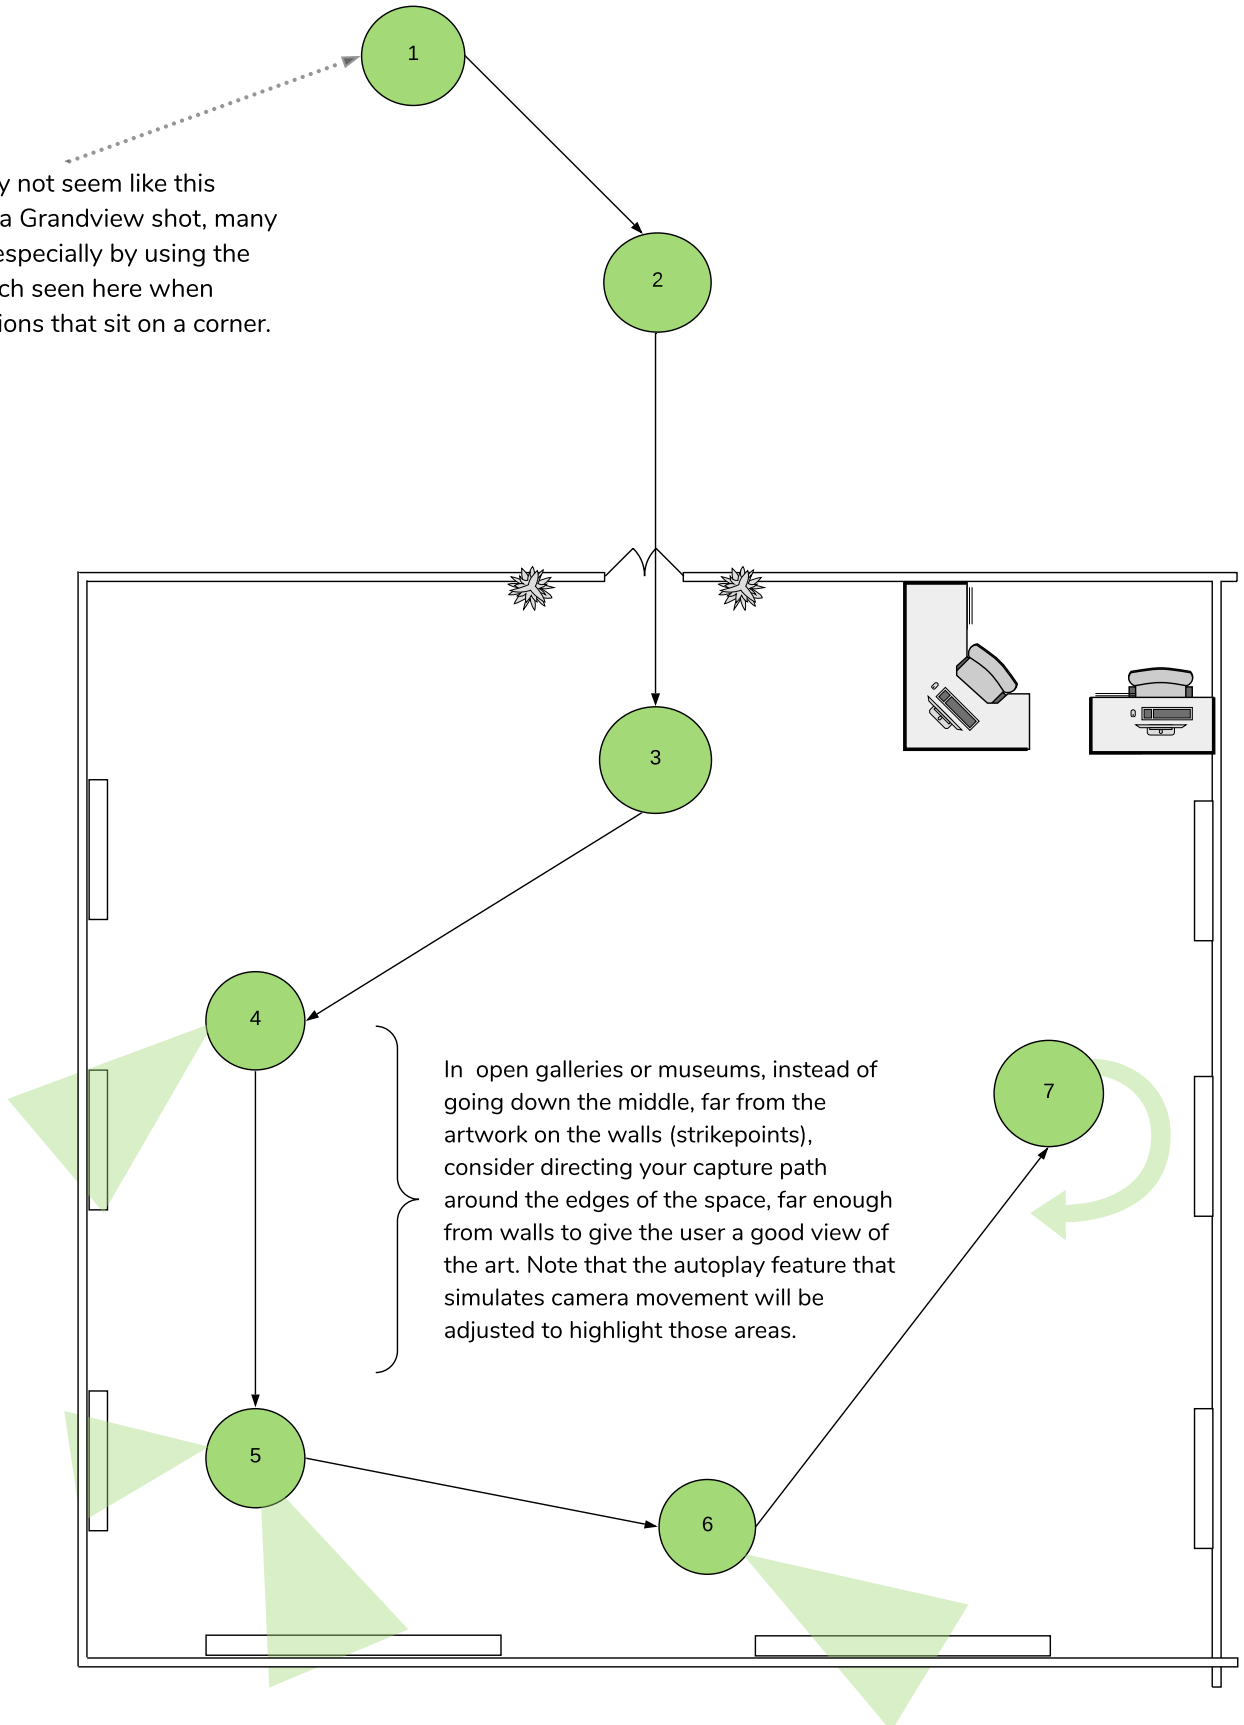 1
y not seem like this
a Grandview shot, many
especially by using the
ch seen here when
ions that sit on a corner.
2
3
4
In  open galleries or museums, instead of
going down the middle, far from the
artwork on the walls (strikepoints),
consider directing your capture path
around the edges of the space, far enough
from walls to give the user a good view of
the art. Note that the autoplay feature that
simulates camera movement will be
adjusted to highlight those areas.
7
5
6